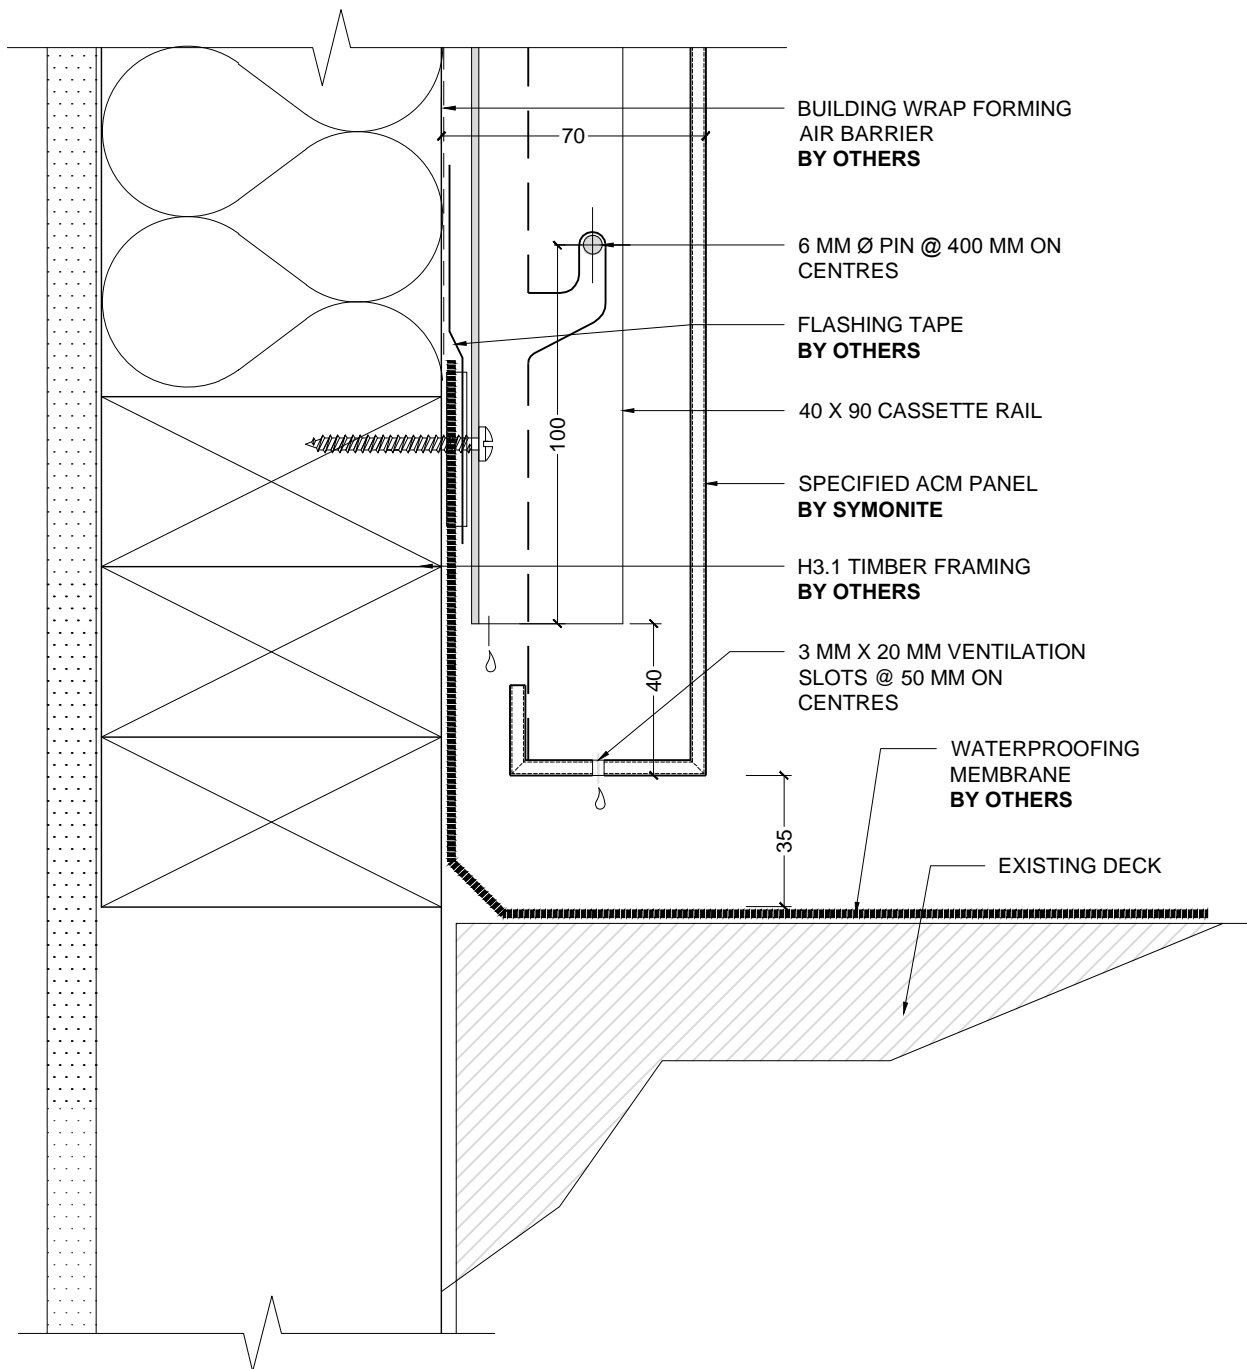 BUILDING WRAP FORMING
AIR BARRIER
BY OTHERS
70
6 MM Ø PIN @ 400 MM ON
CENTRES
FLASHING TAPE
BY OTHERS
40 X 90 CASSETTE RAIL
100
SPECIFIED ACM PANEL
BY SYMONITE
H3.1 TIMBER FRAMING
BY OTHERS
3 MM X 20 MM VENTILATION
SLOTS @ 50 MM ON
CENTRES
40
WATERPROOFING
MEMBRANE
BY OTHERS
35
EXISTING DECK